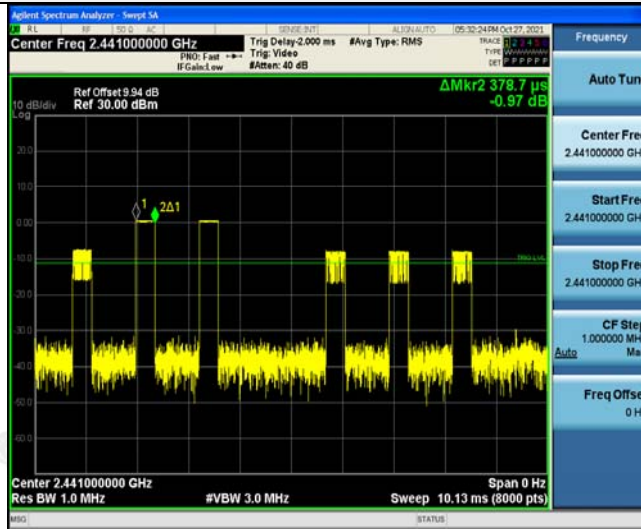 Agilent Spectrum Analyzer - Swept SA
RL RF 50 Ω AC SENSE:INT ALIGN AUTO 05:32:24 PM Oct 27, 2021
Center Freq 2.441000000 GHz
PNO: Fast
IFGain:Low
Trig Delay-2.000 ms
Trig: Video
#Atten: 40 dB
#Avg Type: RMS
TRACE 1 2 3 4 5 6
TYPE
DET P P P P P P
Ref Offset 9.94 dB
Ref 30.00 dBm
10 dB/div
Log
ΔMkr2 378.7 µs
-0.97 dB
20.0
10.0
0.00
-10.0
-20.0
-30.0
-40.0
-50.0
-60.0
1
2Δ1
TRIG LVL
Center 2.441000000 GHz
Span 0 Hz
Res BW 1.0 MHz
#VBW 3.0 MHz
Sweep 10.13 ms (8000 pts)
MSG
STATUS
Frequency
Auto Tun
Center Fre
2.441000000 GH
Start Fre
2.441000000 GH
Stop Fre
2.441000000 GH
CF Ste
1.000000 MH
Auto Ma
Freq Offse
0 H